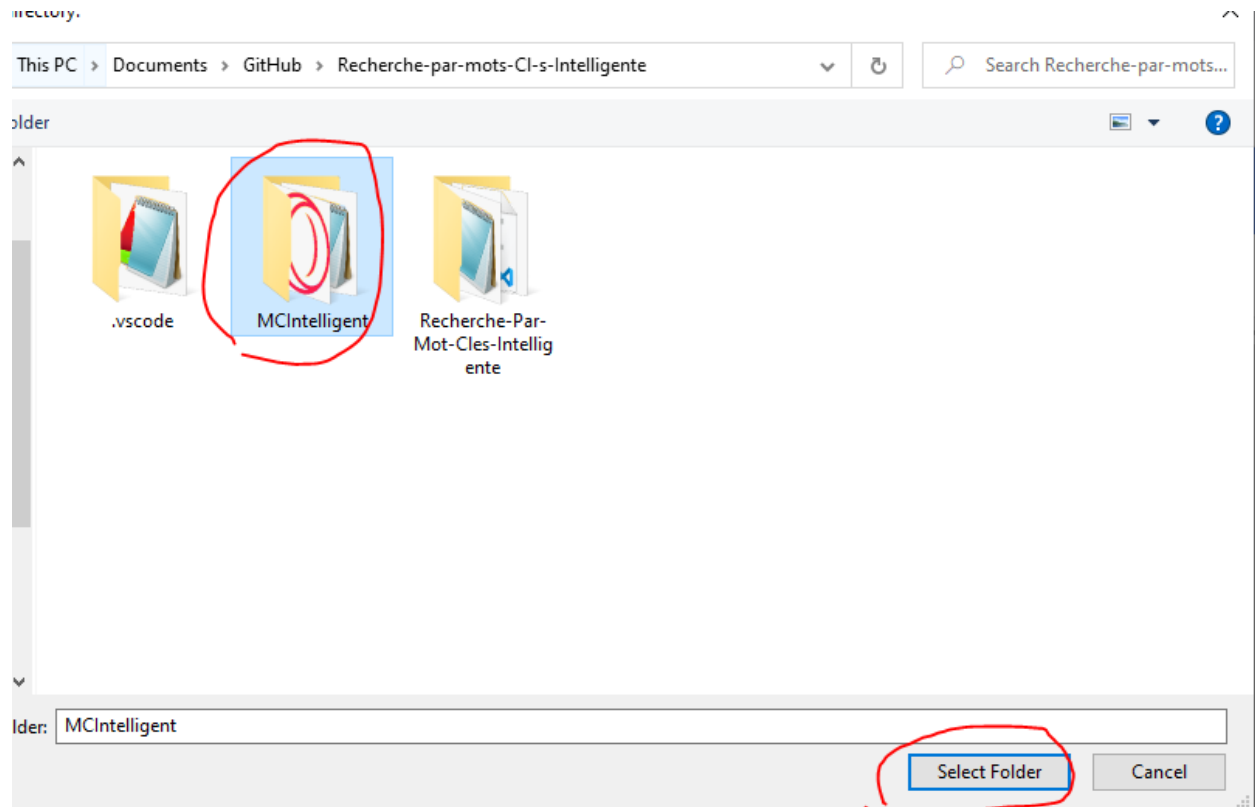 irectory.
This PC > Documents > GitHub > Recherche-par-mots-Cl-s-Intelligente
Search Recherche-par-mots...
older
.vscode
MCIntelligent
Recherche-Par-
Mot-Cles-Intellig
ente
lder: MCIntelligent
Select Folder
Cancel